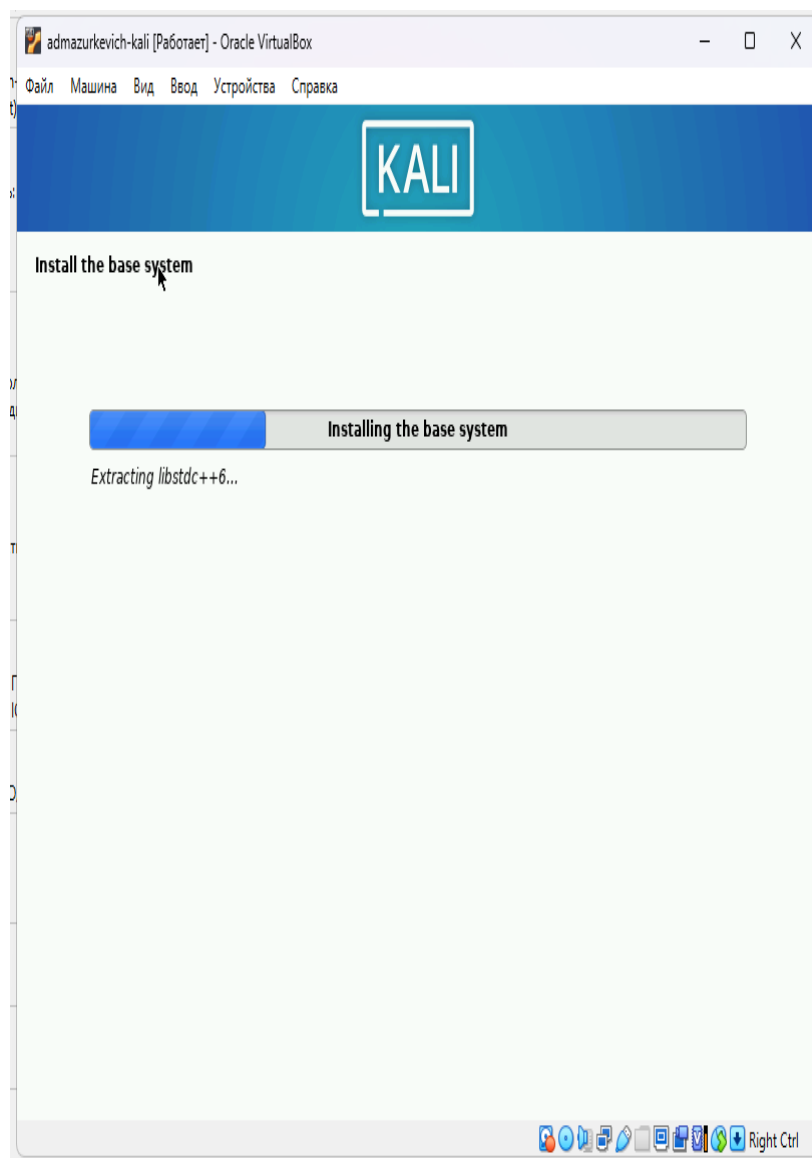 admazurkevich-kali [Работает] - Oracle VirtualBox
Файл Машина Вид Ввод Устройства Справка
KALI
Install the base system
Installing the base system
Extracting libstdc++6...
Right Ctrl